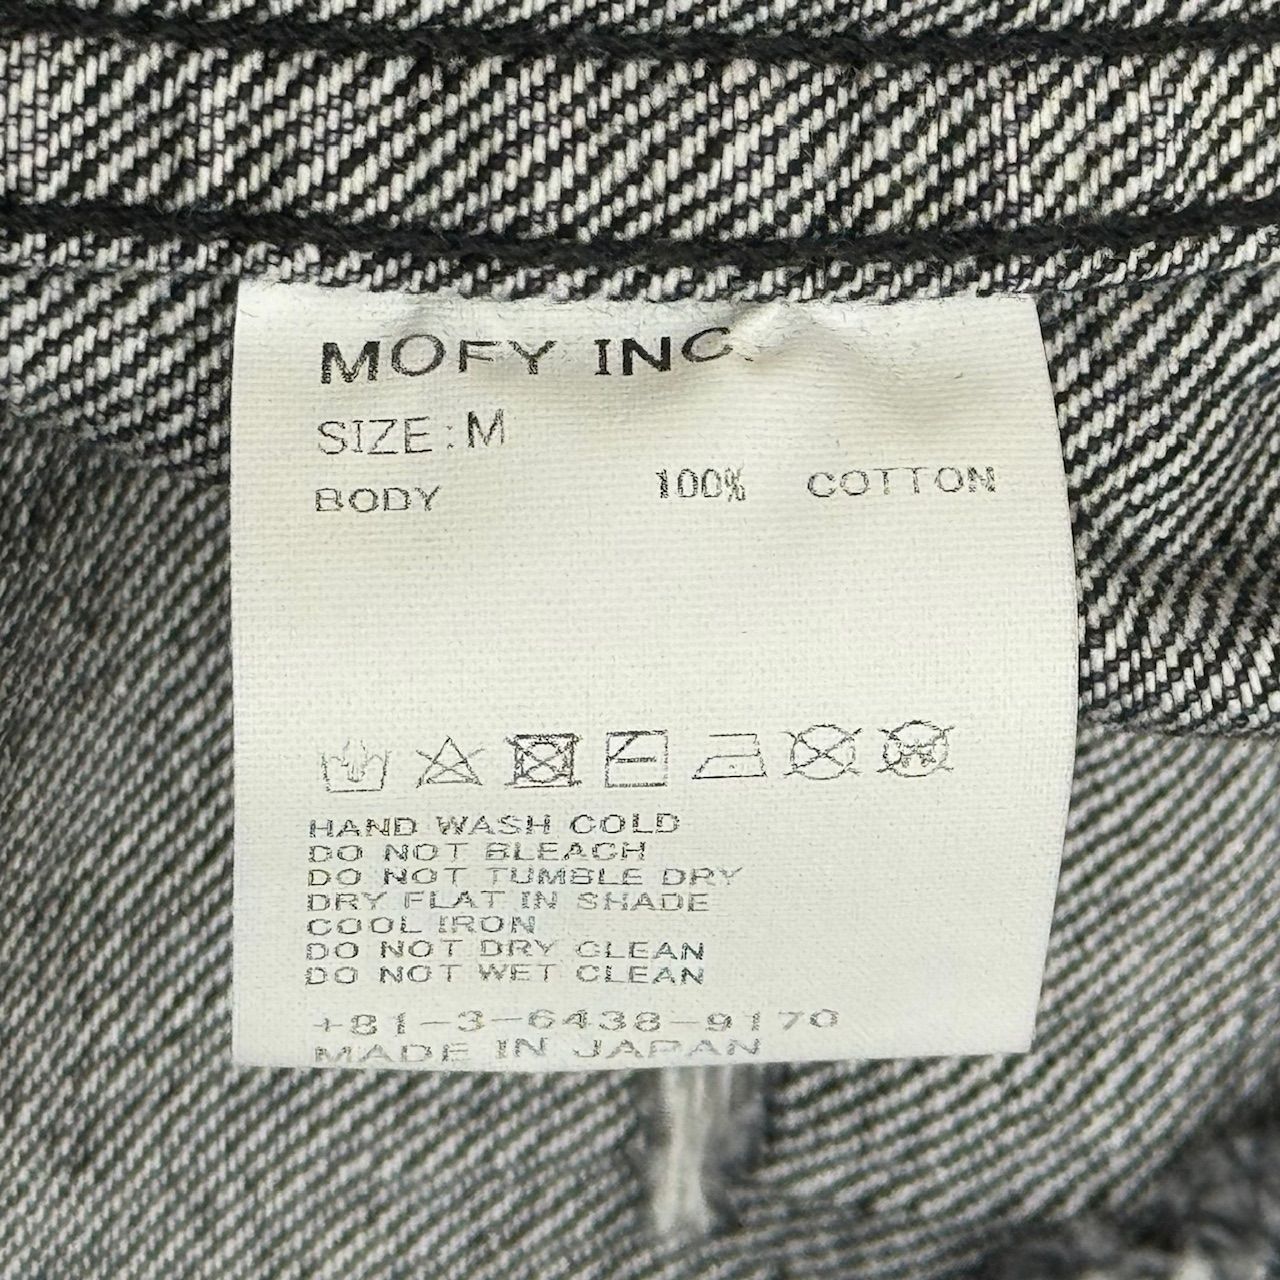 MOFY INC.
SIZE:M
BODY 100% COTTON
HAND WASH COLD
DO NOT BLEACH
DO NOT TUMBLE DRY
DRY FLAT IN SHADE
COOL IRON
DO NOT DRY CLEAN
DO NOT WET CLEAN
+81-3-6438-9170
MADE IN JAPAN